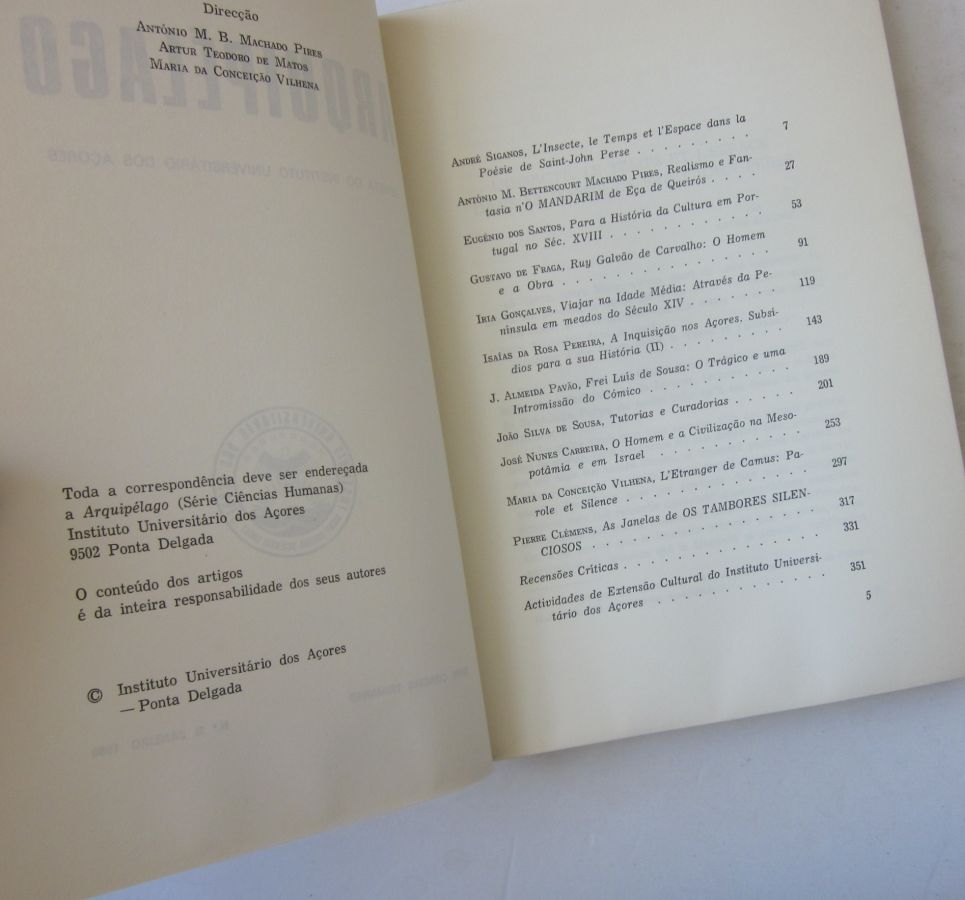 Direcção
António M. B. Machado Pires
Artur Teodoro de Matos
Maria da Conceição Vilhena
ARQUIPÉLAGO
Toda a correspondência deve ser endereçada
a Arquipélago (Série Ciências Humanas)
Instituto Universitário dos Açores
9502 Ponta Delgada
O conteúdo dos artigos
é da inteira responsabilidade dos seus autores
© Instituto Universitário dos Açores
— Ponta Delgada
André Siganos, L'Insecte, le Temps et l'Espace dans la
Poésie de Saint-John Perse . . . . . . . . . 7
António M. Bettencourt Machado Pires, Realismo e Fan-
tasia n'O MANDARIM de Eça de Queirós . . . . 27
Eugénio dos Santos, Para a História da Cultura em Por-
tugal no Séc. XVIII . . . . . . . . . . . . 53
Gustavo de Fraga, Ruy Galvão de Carvalho: O Homem
e a Obra . . . . . . . . . . . . . . . . 91
Iria Gonçalves, Viajar na Idade Média: Através da Pe-
nínsula em meados do Século XIV . . . . . . . 119
Isaías da Rosa Pereira, A Inquisição nos Açores. Subsí-
dios para a sua História (II) . . . . . . . . . 143
J. Almeida Pavão, Frei Luís de Sousa: O Trágico e uma
Intromissão do Cómico . . . . . . . . . . . 189
João Silva de Sousa, Tutorias e Curadorias . . . . . 201
José Nunes Carreira, O Homem e a Civilização na Meso-
potâmia e em Israel . . . . . . . . . . . 253
Maria da Conceição Vilhena, L'Etranger de Camus: Pa-
role et Silence . . . . . . . . . . . . . 297
Pierre Clémens, As Janelas de OS TAMBORES SILEN-
CIOSOS . . . . . . . . . . . . . . . . 317
Recensões Críticas . . . . . . . . . . . . . . . 331
Actividades de Extensão Cultural do Instituto Universi-
tário dos Açores . . . . . . . . . . . . . 351
5